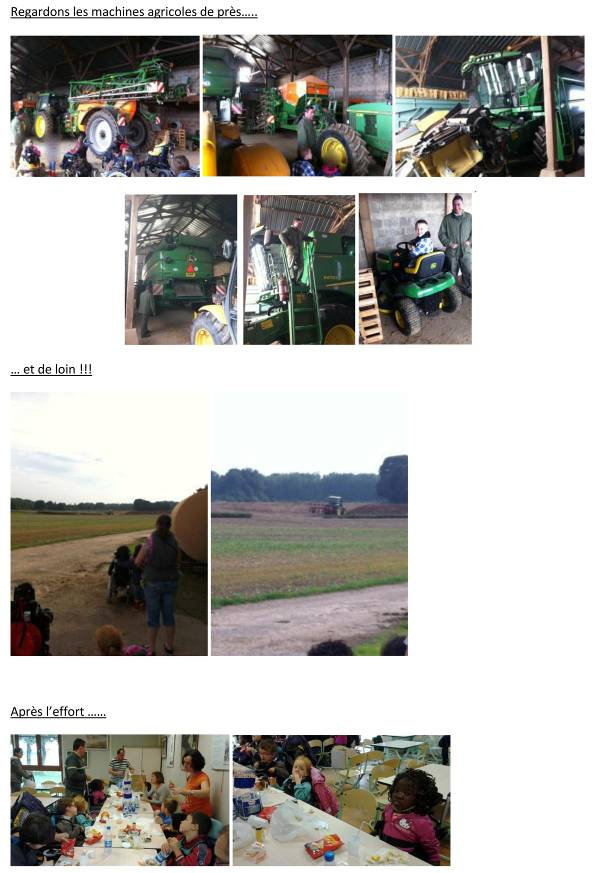 Regardons les machines agricoles de près…..
… et de loin !!!
Après l’effort ……